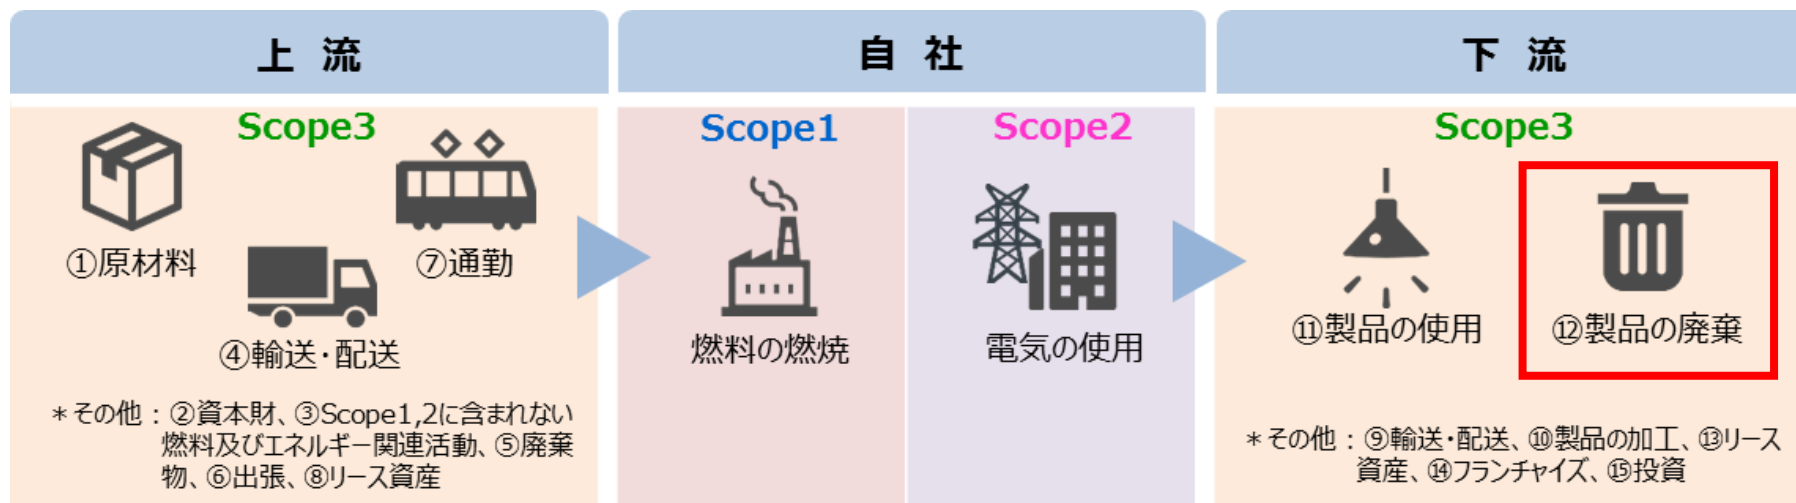 上 流
自 社
下 流
Scope3
①原材料
⑦通勤
④輸送・配送
＊その他：②資本財、③Scope1,2に含まれない
燃料及びエネルギー関連活動、⑤廃棄
物、⑥出張、⑧リース資産
Scope1
燃料の燃焼
Scope2
電気の使用
Scope3
⑪製品の使用
⑫製品の廃棄
＊その他：⑨輸送・配送、⑩製品の加工、⑬リース
資産、⑭フランチャイズ、⑮投資